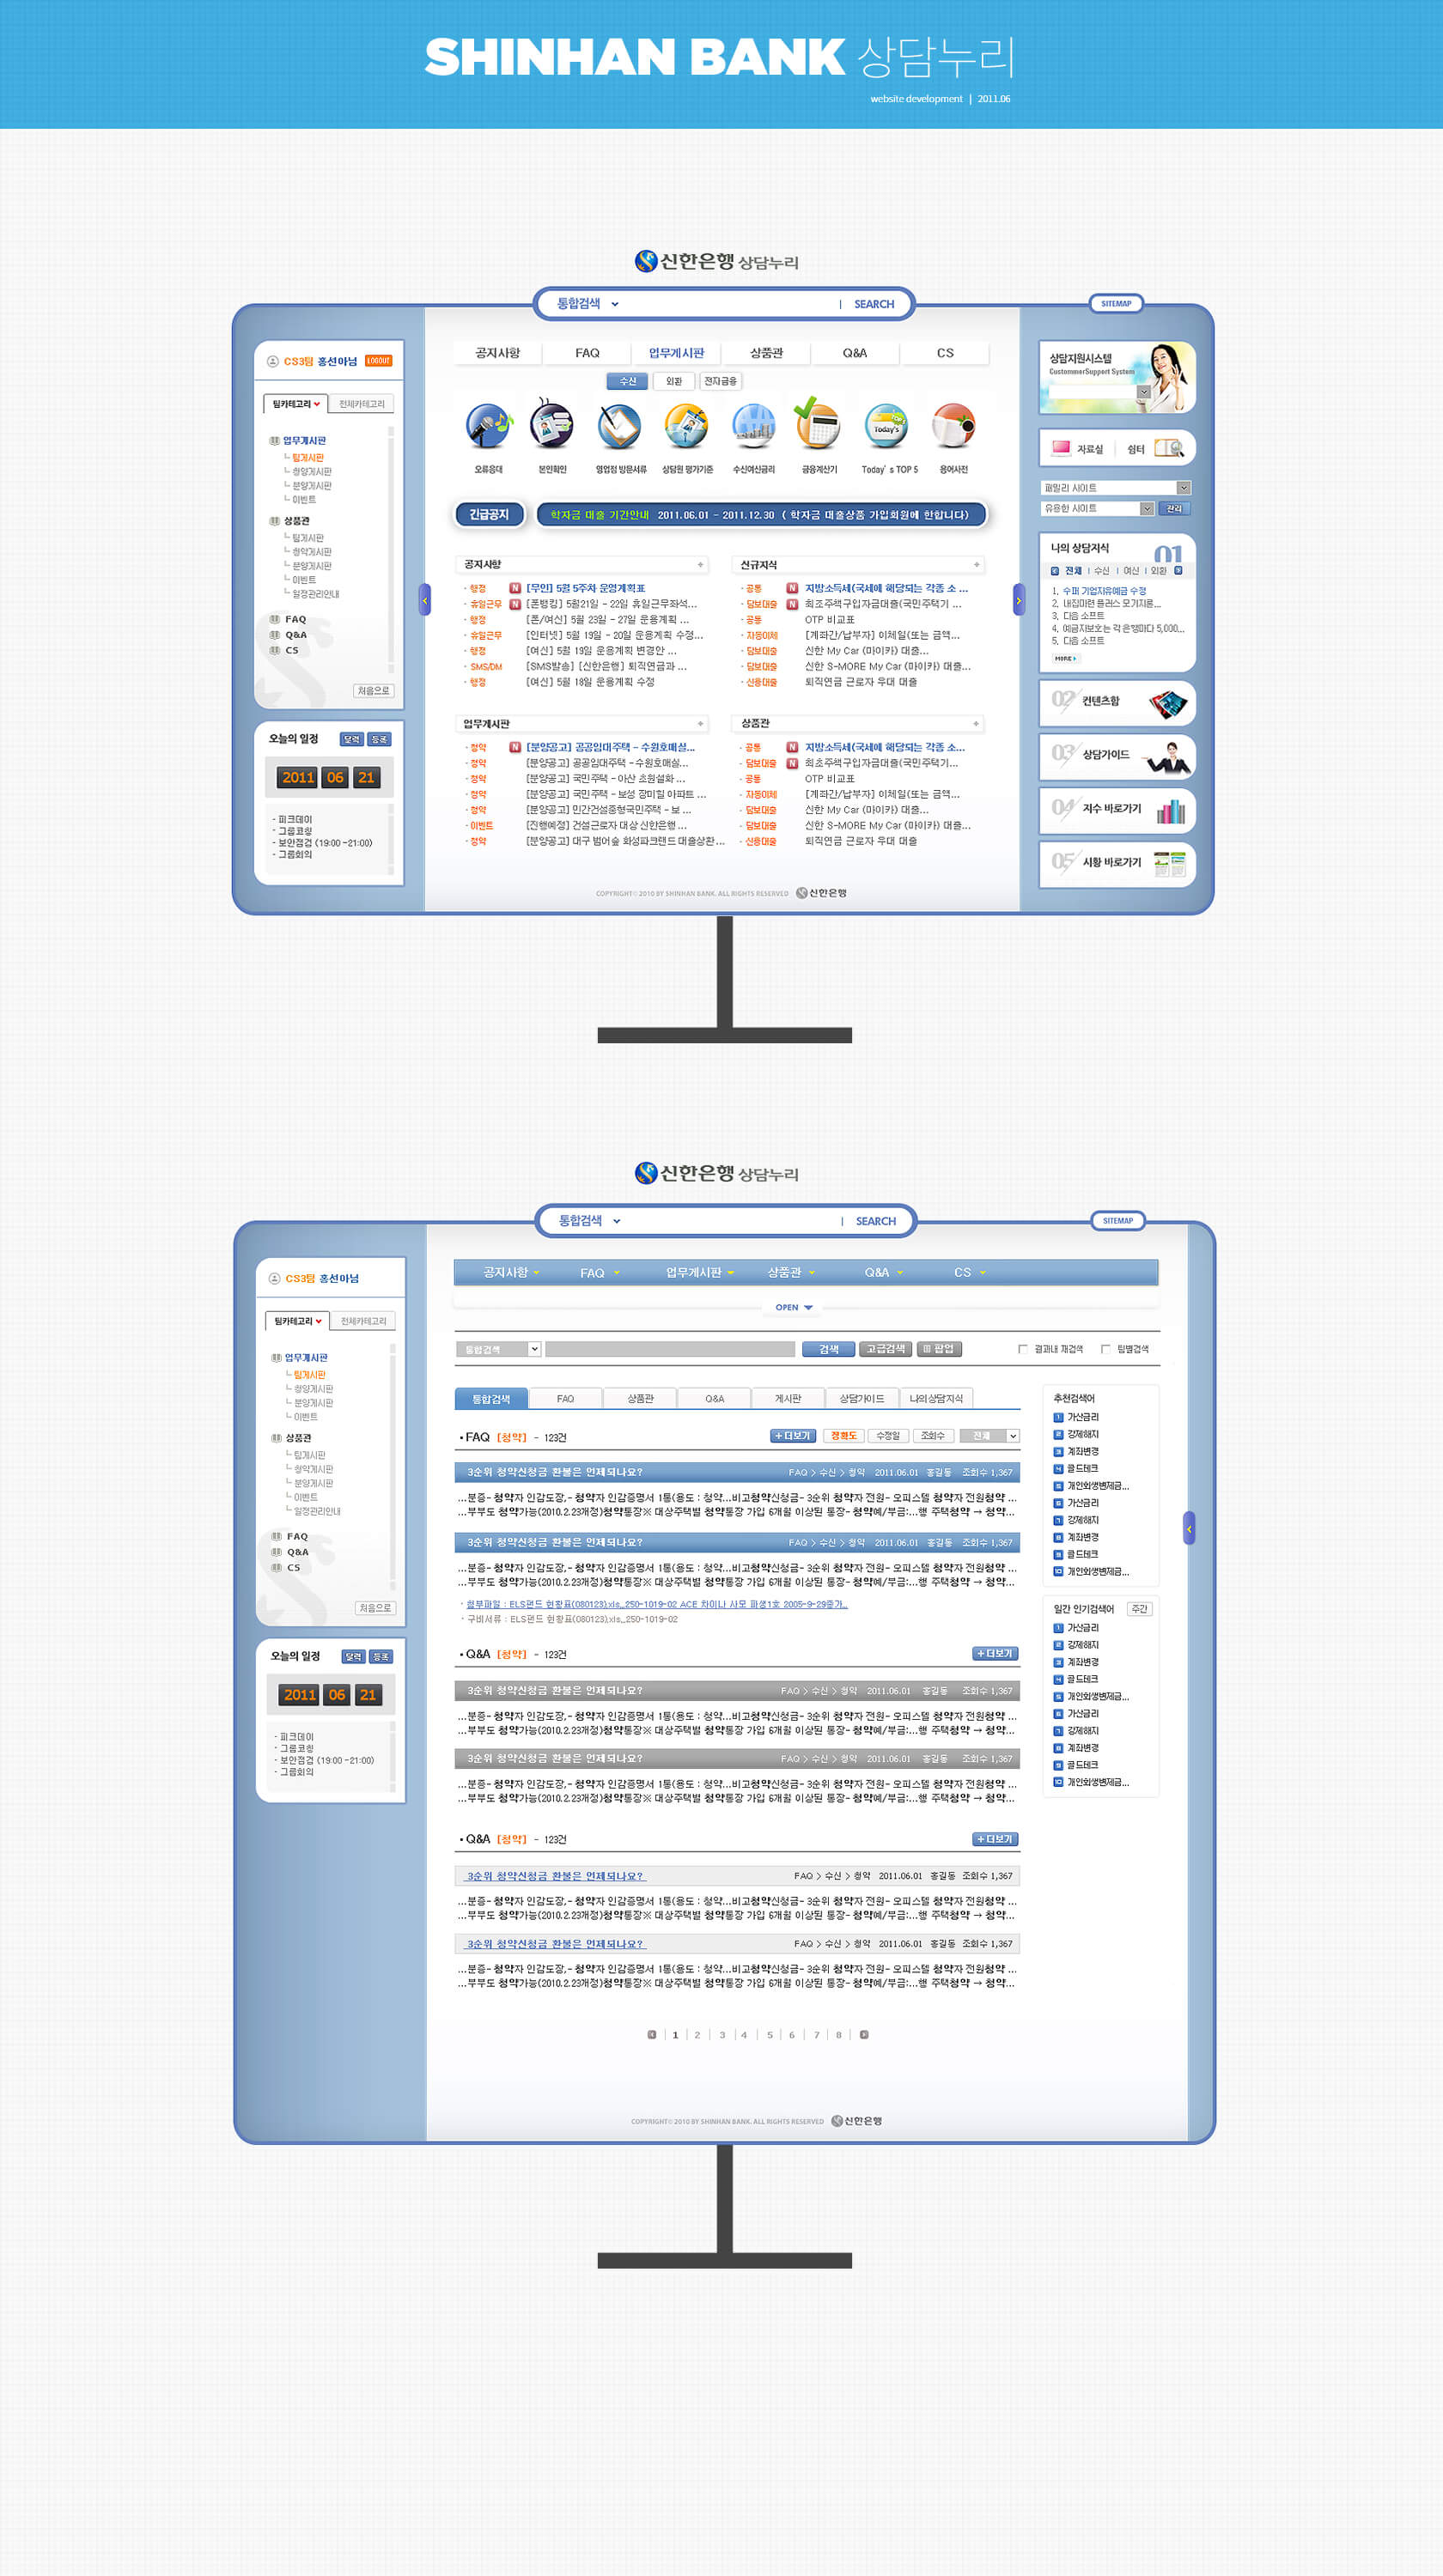 SHINHAN BANK 상담누리
website development | 2011.06
신한은행 상담누리
통합검색 | SEARCH
SITEMAP
CS3팀 홍선아님 LOGOUT
팀카테고리 전체카테고리
업무게시판
팀게시판
청약게시판
분양게시판
이벤트
상품관
팀게시판
청약게시판
분양게시판
이벤트
일정관리안내
FAQ
Q&A
CS
처음으로
오늘의 일정 달력 등록
2011 06 21
- 피크데이
- 그룹코칭
- 보안점검 (19:00 ~21:00)
- 그룹회의
공지사항 FAQ 업무게시판 상품관 Q&A CS
수신 외환 전자금융
Today's
오류응대 본인확인 영업점 방문서류 상담원 평가기준 수신여신금리 금융계산기 Today' s TOP 5 용어사전
긴급공지 학자금 대출 기간안내 2011.06.01 - 2011.12.30 ( 학자금 대출상품 가입회원에 한합니다)
공지사항 +
· 행정 N [무인] 5월 5주차 운영계획표
· 휴일근무 N [폰뱅킹] 5월21일 - 22일 휴일근무좌석...
· 행정 [폰/여신] 5월 23일 - 27일 운용계획 ...
· 휴일근무 [인터넷] 5월 19일 - 20일 운용계획 수정...
· 행정 [여신] 5월 19일 운용계획 변경안 ...
· SMS/DM [SMS발송] [신한은행] 퇴직연금과 ...
· 행정 [여신] 5월 18일 운용계획 수정
신규지식 +
· 공통 N 지방소득세(국세에 해당되는 각종 소 ...
· 담보대출 N 최조주책구입자금대출(국민주택기 ...
· 공통 OTP 비교표
· 자동이체 [계좌간/납부자] 이체일(또는 금액...
· 담보대출 신한 My Car (마이카) 대출...
· 담보대출 신한 S-MORE My Car (마이카) 대출...
· 신용대출 퇴직연금 근로자 우대 대출
업무게시판 +
· 청약 N [분양공고] 공공임대주택 - 수원호매실...
· 청약 [분양공고] 공공임대주택 - 수원호매실...
· 청약 [분양공고] 국민주택 - 아산 초원설화 ...
· 청약 [분양공고] 국민주택 - 보성 장미힐 아파트 ...
· 청약 [분양공고] 민간건설중형국민주택 - 보 ...
· 이벤트 [진행예정] 건설근로자 대상 신한은행 ...
· 청약 [분양공고] 대구 범어숲 화성파크랜드 대출상환...
상품관 +
· 공통 N 지방소득세(국세에 해당되는 각종 소...
· 담보대출 N 최초주택구입자금대출(국민주택기...
· 공통 OTP 비교표
· 자동이체 [계좌간/납부자] 이체일(또는 금액...
· 담보대출 신한 My Car (마이카) 대출...
· 담보대출 신한 S-MORE My Car (마이카) 대출...
· 신용대출 퇴직연금 근로자 우대 대출
COPYRIGHT© 2010 BY SHINHAN BANK. ALL RIGHTS RESERVED 신한은행
상담지원시스템
CustommerSupport System
자료실 쉼터
패밀리 사이트
유용한 사이트 관리
나의 상담지식 01
전체 | 수신 | 여신 | 외환
1. 수퍼 기업자유예금 수정
2. 내집마련 플러스 모기지론...
3. 다음 소프트
4. 예금자보호는 각 은행마다 5,000...
5. 다음 소프트
MORE
02 컨텐츠함
03 상담가이드
04 지수 바로가기
05 시황 바로가기
신한은행 상담누리
통합검색 | SEARCH
SITEMAP
CS3팀 홍선아님
팀카테고리 전체카테고리
업무게시판
팀게시판
청양게시판
분양게시판
이벤트
상품관
팀게시판
청약게시판
분양게시판
이벤트
일정관리안내
FAQ
Q&A
CS
처음으로
오늘의 일정 달력 등록
2011 06 21
- 피크데이
- 그룹코칭
- 보안점검 (19:00 ~21:00)
- 그룹회의
공지사항 FAQ 업무게시판 상품관 Q&A CS
OPEN
통합검색 검색 고급검색 팝업 결과내 재검색 팀별검색
통합검색 FAQ 상품관 Q&A 게시판 상담가이드 나의상담지식
• FAQ [청약] - 123건 +더보기 정확도 수정일 조회수 전체
3순위 청약신청금 환불은 언제되나요? FAQ > 수신 > 청약 2011.06.01 홍길동 조회수 1,367
...분증- 청약자 인감도장,- 청약자 인감증명서 1통(용도 : 청약...비고청약신청금- 3순위 청약자 전원- 오피스텔 청약자 전원청약 ...
...부부도 청약가능(2010.2.23개정)청약통장※ 대상주택별 청약통장 가입 6개월 이상된 통장- 청약예/부금:...행 주택청약 → 청약...
3순위 청약신청금 환불은 언제되나요? FAQ > 수신 > 청약 2011.06.01 홍길동 조회수 1,367
...분증- 청약자 인감도장,- 청약자 인감증명서 1통(용도 : 청약...비고청약신청금- 3순위 청약자 전원- 오피스텔 청약자 전원청약 ...
...부부도 청약가능(2010.2.23개정)청약통장※ 대상주택별 청약통장 가입 6개월 이상된 통장- 청약예/부금:...행 주택청약 → 청약...
· 첨부파일 : ELS펀드 현황표(080123).xls,_250-1019-02 ACE 차이나 사모 파생1호 2005-9-29종가..
· 구비서류 : ELS펀드 현황표(080123).xls,_250-1019-02
• Q&A [청약] - 123건 +더보기
3순위 청약신청금 환불은 언제되나요? FAQ > 수신 > 청약 2011.06.01 홍길동 조회수 1,367
...분증- 청약자 인감도장,- 청약자 인감증명서 1통(용도 : 청약...비고청약신청금- 3순위 청약자 전원- 오피스텔 청약자 전원청약 ...
...부부도 청약가능(2010.2.23개정)청약통장※ 대상주택별 청약통장 가입 6개월 이상된 통장- 청약예/부금:...행 주택청약 → 청약...
3순위 청약신청금 환불은 언제되나요? FAQ > 수신 > 청약 2011.06.01 홍길동 조회수 1,367
...분증- 청약자 인감도장,- 청약자 인감증명서 1통(용도 : 청약...비고청약신청금- 3순위 청약자 전원- 오피스텔 청약자 전원청약 ...
...부부도 청약가능(2010.2.23개정)청약통장※ 대상주택별 청약통장 가입 6개월 이상된 통장- 청약예/부금:...행 주택청약 → 청약...
• Q&A [청약] - 123건 +더보기
3순위 청약신청금 환불은 언제되나요? FAQ > 수신 > 청약 2011.06.01 홍길동 조회수 1,367
...분증- 청약자 인감도장,- 청약자 인감증명서 1통(용도 : 청약...비고청약신청금- 3순위 청약자 전원- 오피스텔 청약자 전원청약 ...
...부부도 청약가능(2010.2.23개정)청약통장※ 대상주택별 청약통장 가입 6개월 이상된 통장- 청약예/부금:...행 주택청약 → 청약...
3순위 청약신청금 환불은 언제되나요? FAQ > 수신 > 청약 2011.06.01 홍길동 조회수 1,367
...분증- 청약자 인감도장,- 청약자 인감증명서 1통(용도 : 청약...비고청약신청금- 3순위 청약자 전원- 오피스텔 청약자 전원청약 ...
...부부도 청약가능(2010.2.23개정)청약통장※ 대상주택별 청약통장 가입 6개월 이상된 통장- 청약예/부금:...행 주택청약 → 청약...
1 2 3 4 5 6 7 8
추천검색어
1 가산금리
2 강제해지
3 계좌변경
4 골드테크
5 개인회생변제금...
6 가산금리
7 강제해지
8 계좌변경
9 골드테크
10 개인회생변제금...
일간 인기검색어 주간
1 가산금리
2 강제해지
3 계좌변경
4 골드테크
5 개인회생변제금...
6 가산금리
7 강제해지
8 계좌변경
9 골드테크
10 개인회생변제금...
COPYRIGHT© 2010 BY SHINHAN BANK. ALL RIGHTS RESERVED 신한은행